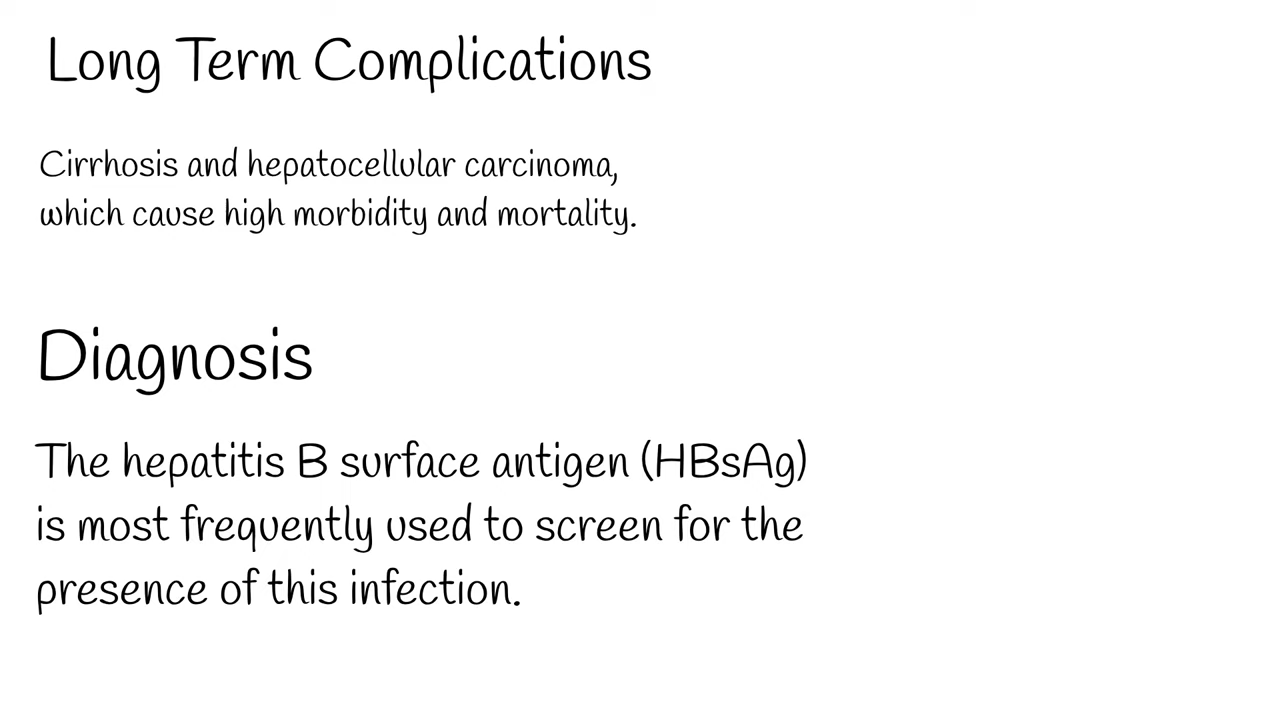 Long Term Complications
Cirrhosis and hepatocellular carcinoma,
which cause high morbidity and mortality.
Diagnosis
The hepatitis B surface antigen (HBsAg)
is most frequently used to screen for the
presence of this infection.